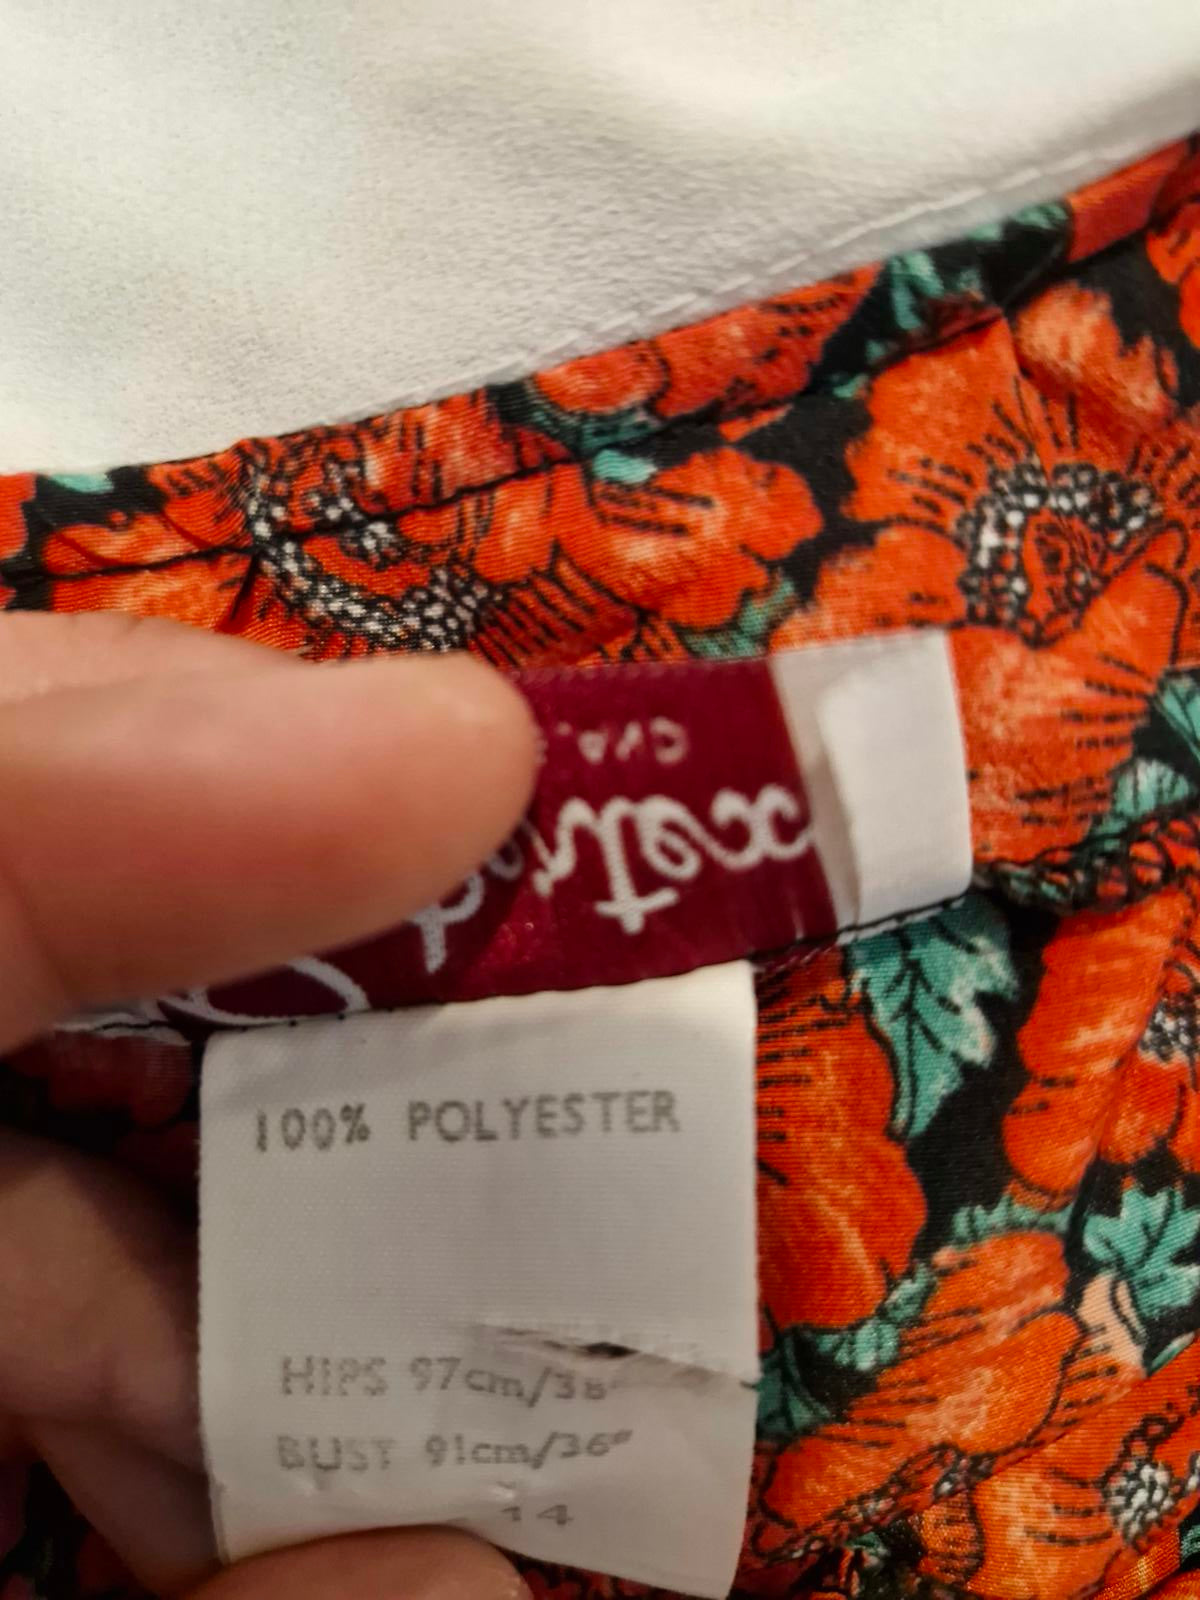 100% POLYESTER
HIPS 97cm/38
BUST 91cm/36"
14